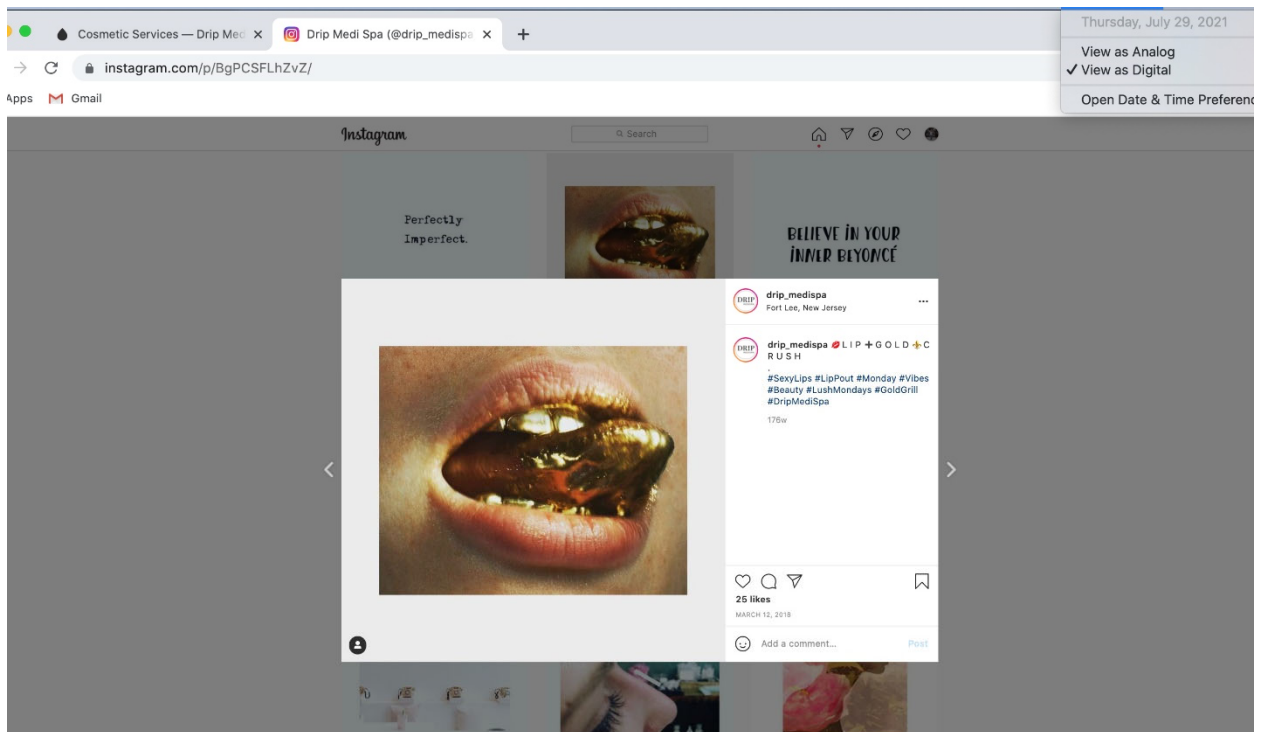 Thursday, July 29, 2021
View as Analog
✓ View as Digital
Open Date & Time Preferenc
Cosmetic Services — Drip Med
Drip Medi Spa (@drip_medispa
instagram.com/p/BgPCSFLhZvZ/
Apps
Gmail
Instagram
Search
Perfectly
Imperfect.
BELIEVE IN YOUR
INNER BEYONCÉ
DRIP
drip_medispa
Fort Lee, New Jersey
DRIP
drip_medispa 💋 L I P ➕ G O L D ⚜️ C
R U S H
.
#SexyLips #LipPout #Monday #Vibes
#Beauty #LushMondays #GoldGrill
#DripMediSpa
176w
25 likes
MARCH 12, 2018
Add a comment...
Post